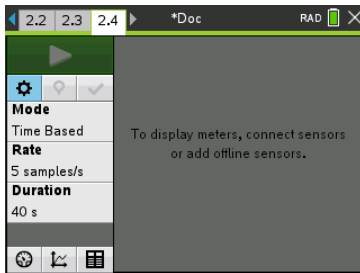 2.2 2.3 2.4 *Doc RAD
Mode
Time Based
Rate
5 samples/s
Duration
40 s
To display meters, connect sensors
or add offline sensors.